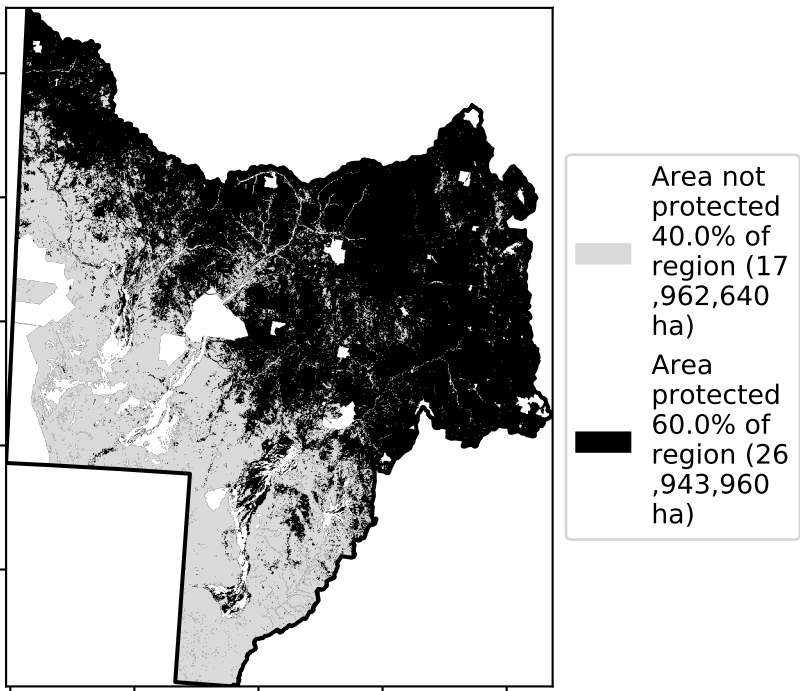 Area not
protected
40.0% of
region (17
,962,640
ha)
Area
protected
60.0% of
region (26
,943,960
ha)